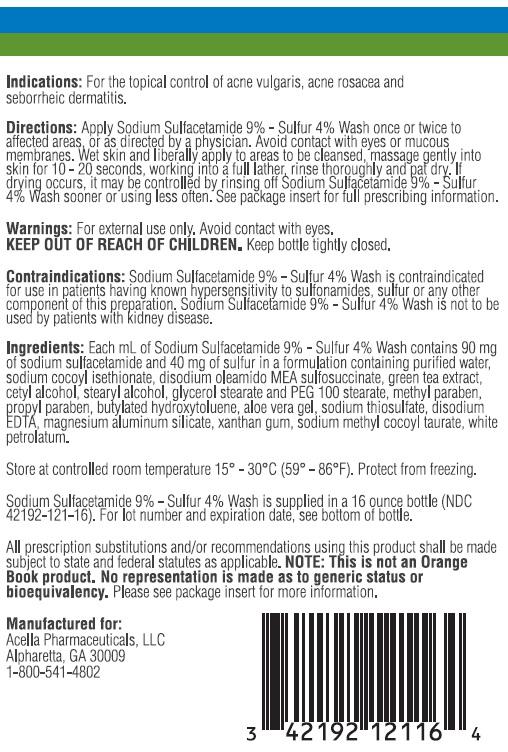 Indications: For the topical control of acne vulgaris, acne rosacea and
seborrheic dermatitis.
Directions: Apply Sodium Sulfacetamide 9% - Sulfur 4% Wash once or twice to
affected areas, or as directed by a physician. Avoid contact with eyes or mucous
membranes. Wet skin and liberally apply to areas to be cleansed, massage gently into
skin for 10 - 20 seconds, working into a full lather, rinse thoroughly and pat dry. If
drying occurs, it may be controlled by rinsing off Sodium Sulfacetamide 9% - Sulfur
4% Wash sooner or using less often. See package insert for full prescribing information.
Warnings: For external use only. Avoid contact with eyes.
KEEP OUT OF REACH OF CHILDREN. Keep bottle tightly closed.
Contraindications: Sodium Sulfacetamide 9% - Sulfur 4% Wash is contraindicated
for use in patients having known hypersensitivity to sulfonamides, sulfur or any other
component of this preparation. Sodium Sulfacetamide 9% - Sulfur 4% Wash is not to be
used by patients with kidney disease.
Ingredients: Each mL of Sodium Sulfacetamide 9% - Sulfur 4% Wash contains 90 mg
of sodium sulfacetamide and 40 mg of sulfur in a formulation containing purified water,
sodium cocoyl isethionate, disodium oleamido MEA sulfosuccinate, green tea extract,
cetyl alcohol, stearyl alcohol, glycerol stearate and PEG 100 stearate, methyl paraben,
propyl paraben, butylated hydroxytoluene, aloe vera gel, sodium thiosulfate, disodium
EDTA, magnesium aluminum silicate, xanthan gum, sodium methyl cocoyl taurate, white
petrolatum.
Store at controlled room temperature 15° - 30°C (59° - 86°F). Protect from freezing.
Sodium Sulfacetamide 9% - Sulfur 4% Wash is supplied in a 16 ounce bottle (NDC
42192-121-16). For lot number and expiration date, see bottom of bottle.
All prescription substitutions and/or recommendations using this product shall be made
subject to state and federal statutes as applicable. NOTE: This is not an Orange
Book product. No representation is made as to generic status or
bioequivalency. Please see package insert for more information.
Manufactured for:
Acella Pharmaceuticals, LLC
Alpharetta, GA 30009
1-800-541-4802
3 42192 12116 4